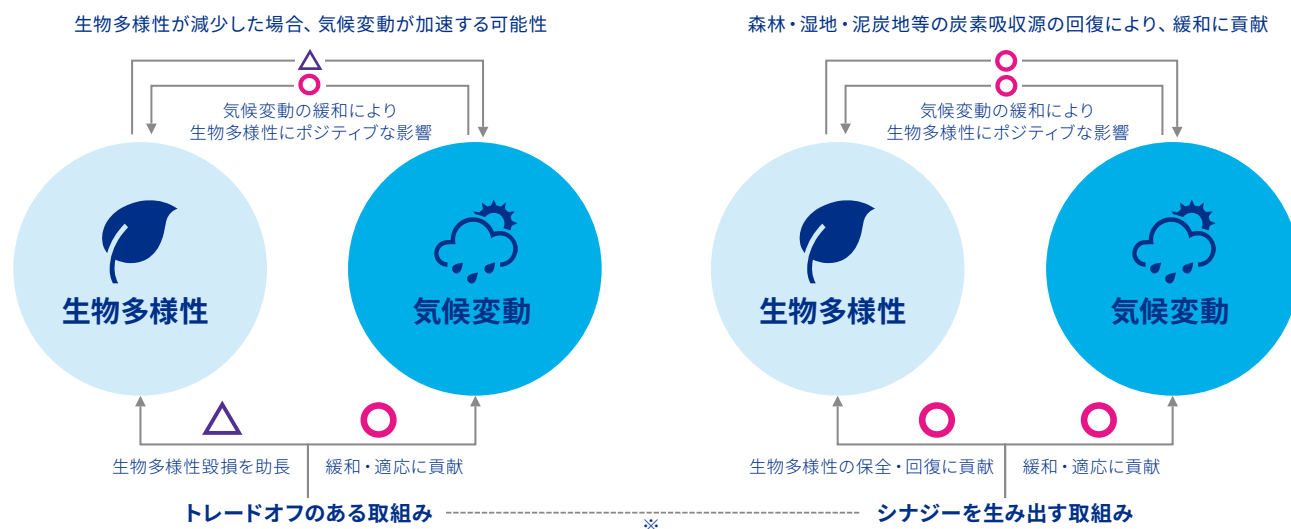 生物多様性が減少した場合、気候変動が加速する可能性
気候変動の緩和により
生物多様性にポジティブな影響
生物多様性
気候変動
生物多様性毀損を助長
緩和・適応に貢献
トレードオフのある取組み
※
森林・湿地・泥炭地等の炭素吸収源の回復により、緩和に貢献
気候変動の緩和により
生物多様性にポジティブな影響
生物多様性
気候変動
生物多様性の保全・回復に貢献
緩和・適応に貢献
シナジーを生み出す取組み